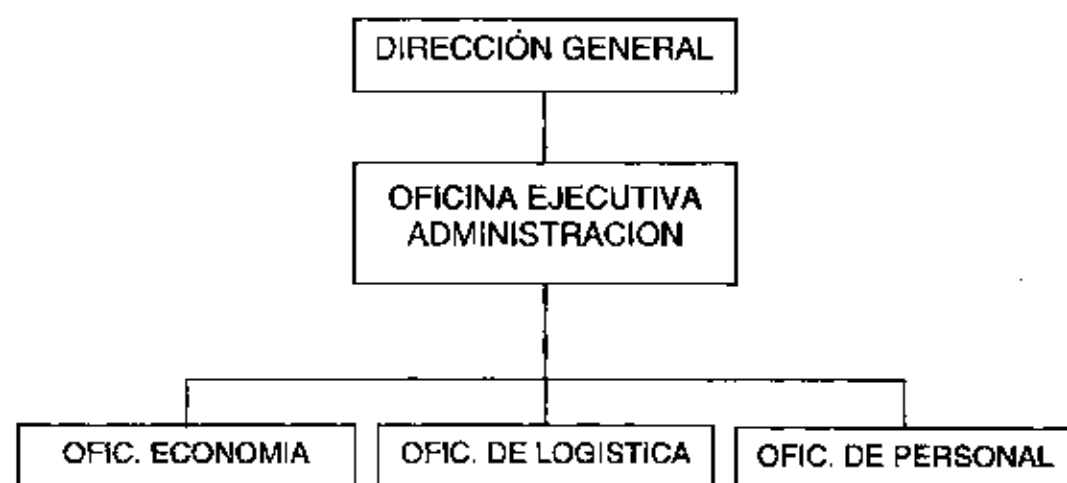 DIRECCIÓN GENERAL
OFICINA EJECUTIVA
ADMINISTRACION
OFIC. ECONOMIA
OFIC. DE LOGISTICA
OFIC. DE PERSONAL